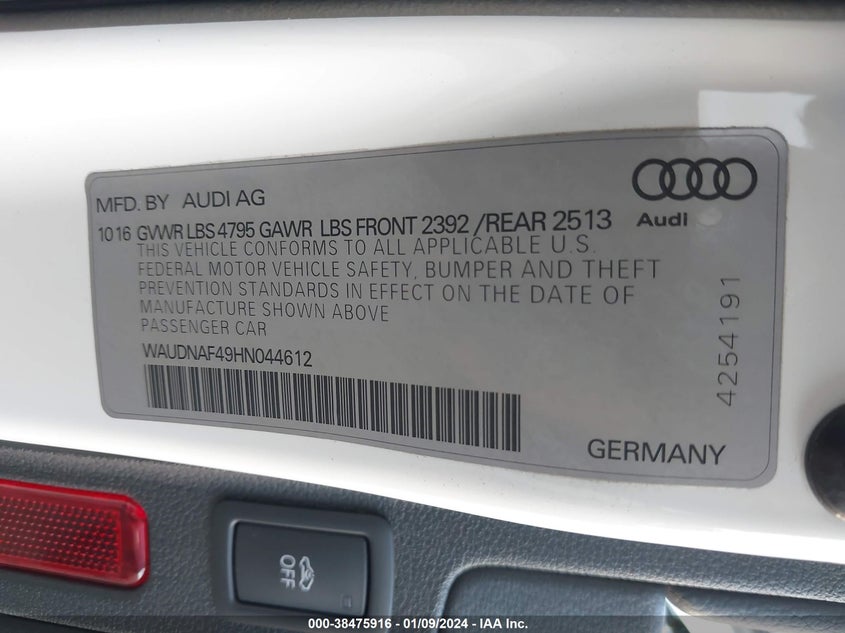 MFD. BY AUDI AG
Audi
10 16 GVWR LBS 4795 GAWR LBS FRONT 2392 /REAR 2513
THIS VEHICLE CONFORMS TO ALL APPLICABLE U.S.
FEDERAL MOTOR VEHICLE SAFETY, BUMPER AND THEFT
PREVENTION STANDARDS IN EFFECT ON THE DATE OF
MANUFACTURE SHOWN ABOVE
PASSENGER CAR
WAUDNAF49HN044612
4254191
GERMANY
OFF
000-38475916 - 01/09/2024 - IAA Inc.